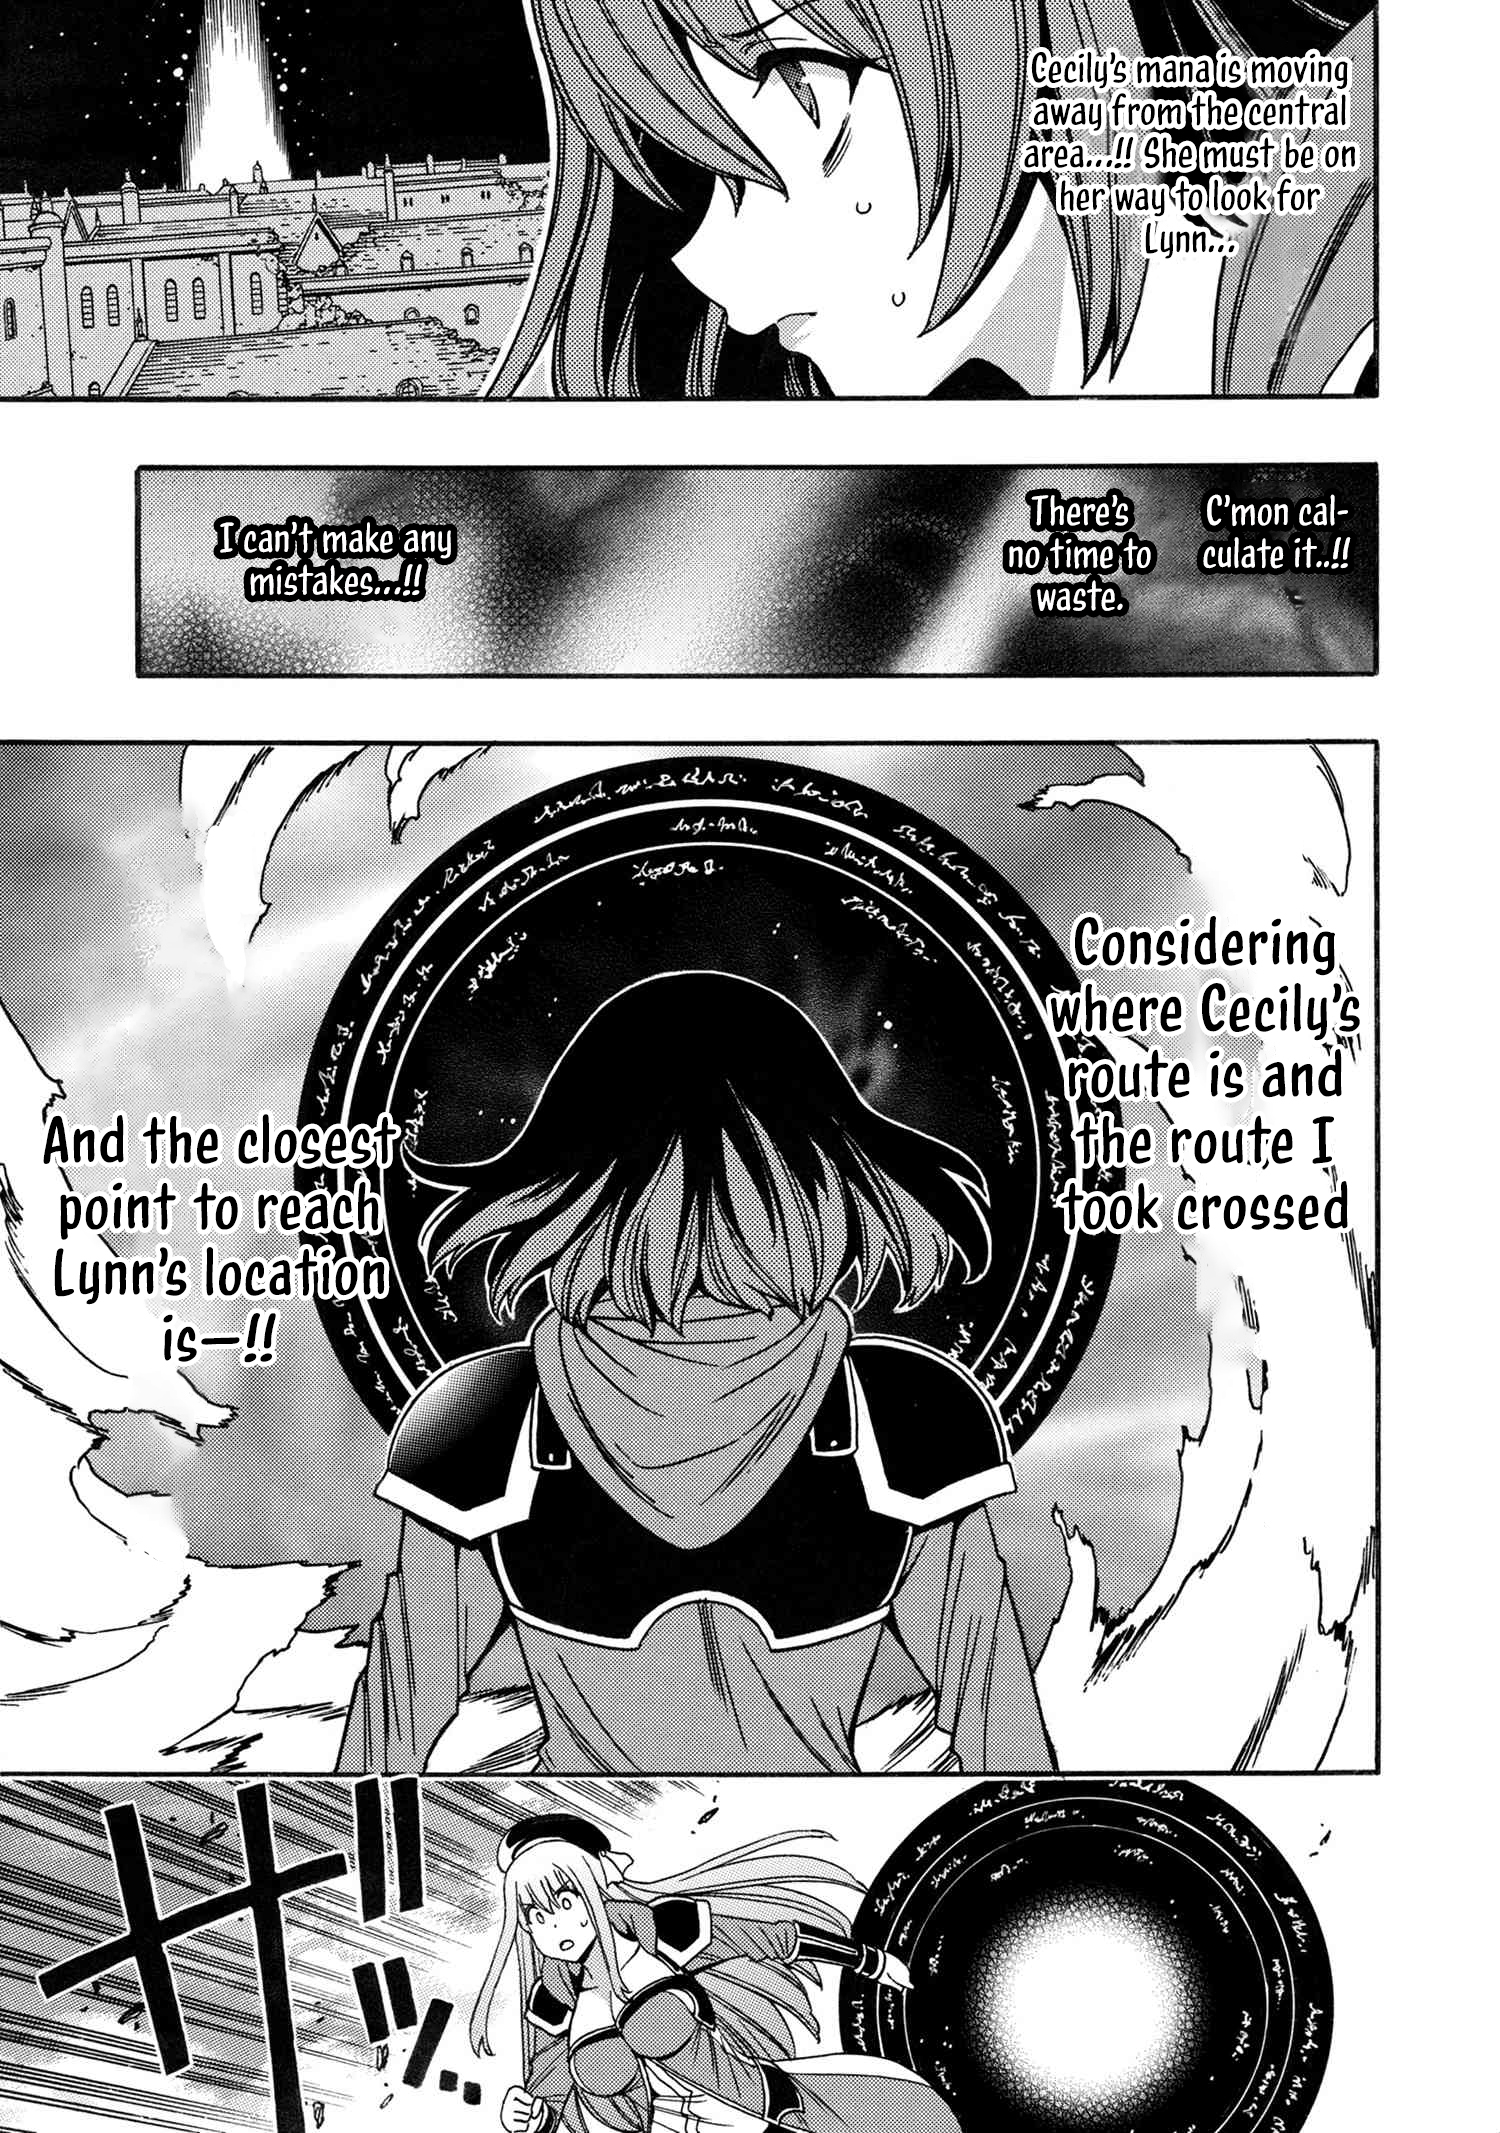 Cecily's mana is moving
away from the central
area...!! She must be on
her way to look for
Lynn...
C'mon cal-
culate it..!!
There's
no time to
waste.
I can't make any
mistakes...!!
Considering
where Cecily's
route is and
the route I
took crossed
And the closest
point to reach
Lynn's location
is—!!
ザッ..